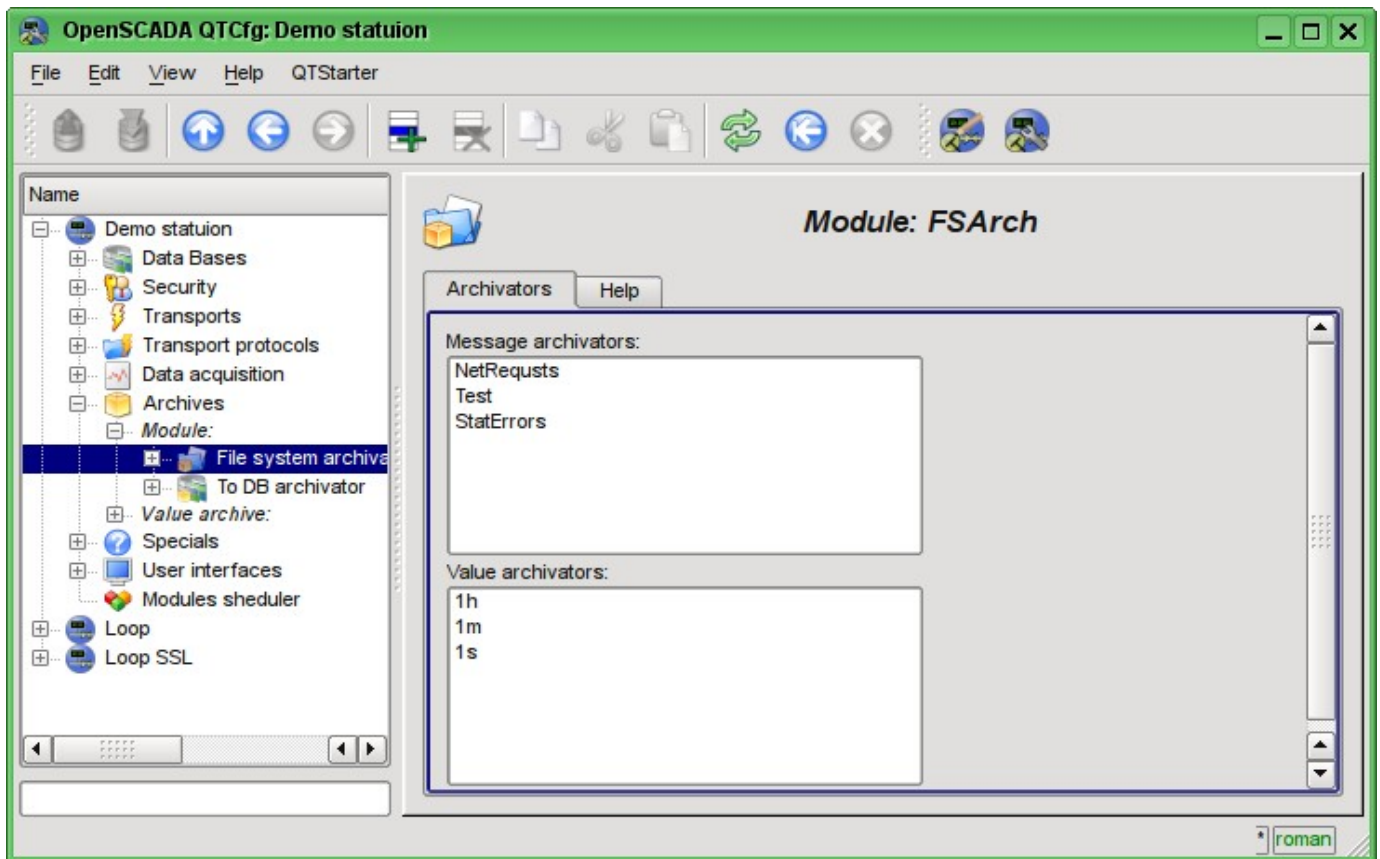 OpenSCADA QTCfg: Demo statuion
File Edit View Help QTStarter
Name
Demo statuion
Data Bases
Security
Transports
Transport protocols
Data acquisition
Archives
Module:
File system archiva
To DB archivator
Value archive:
Specials
User interfaces
Modules sheduler
Loop
Loop SSL
Module: FSArch
Archivators Help
Message archivators:
NetRequsts
Test
StatErrors
Value archivators:
1h
1m
1s
* roman